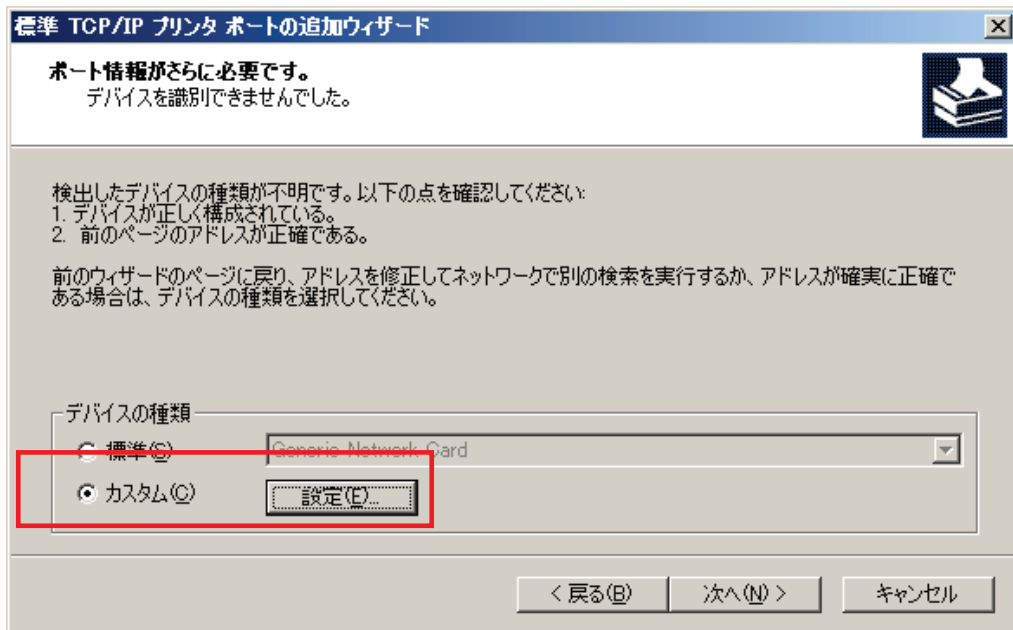 標準 TCP/IP プリンタ ポートの追加ウィザード
ポート情報がさらに必要です。
デバイスを識別できませんでした。
検出したデバイスの種類が不明です。以下の点を確認してください:
1. デバイスが正しく構成されている。
2. 前のページのアドレスが正確である。
前のウィザードのページに戻り、アドレスを修正してネットワークで別の検索を実行するか、アドレスが確実に正確で
ある場合は、デバイスの種類を選択してください。
デバイスの種類
標準(S) Generic Network Card
カスタム(C) 設定(E)...
< 戻る(B) 次へ(N) > キャンセル